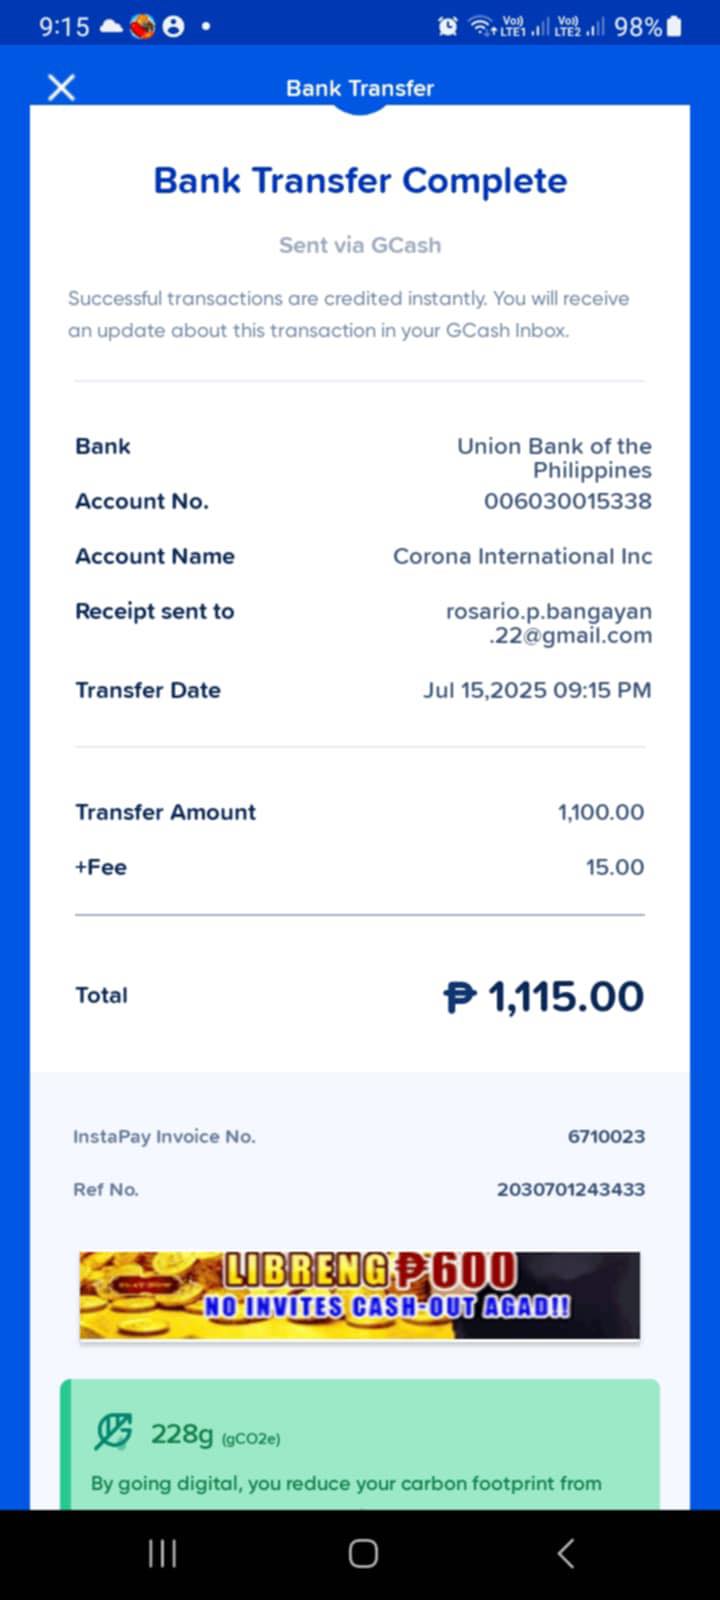 9:15
Vo)) LTE1 Vo)) LTE2 98%
Bank Transfer
Bank Transfer Complete
Sent via GCash
Successful transactions are credited instantly. You will receive
an update about this transaction in your GCash Inbox.
Bank Union Bank of the
Philippines
Account No. 006030015338
Account Name Corona International Inc
Receipt sent to rosario.p.bangayan
.22@gmail.com
Transfer Date Jul 15,2025 09:15 PM
Transfer Amount 1,100.00
+Fee 15.00
Total ₱ 1,115.00
InstaPay Invoice No. 6710023
Ref No. 2030701243433
LIBRENG ₱600
NO INVITES CASH-OUT AGAD!!
228g (gCO2e)
By going digital, you reduce your carbon footprint from